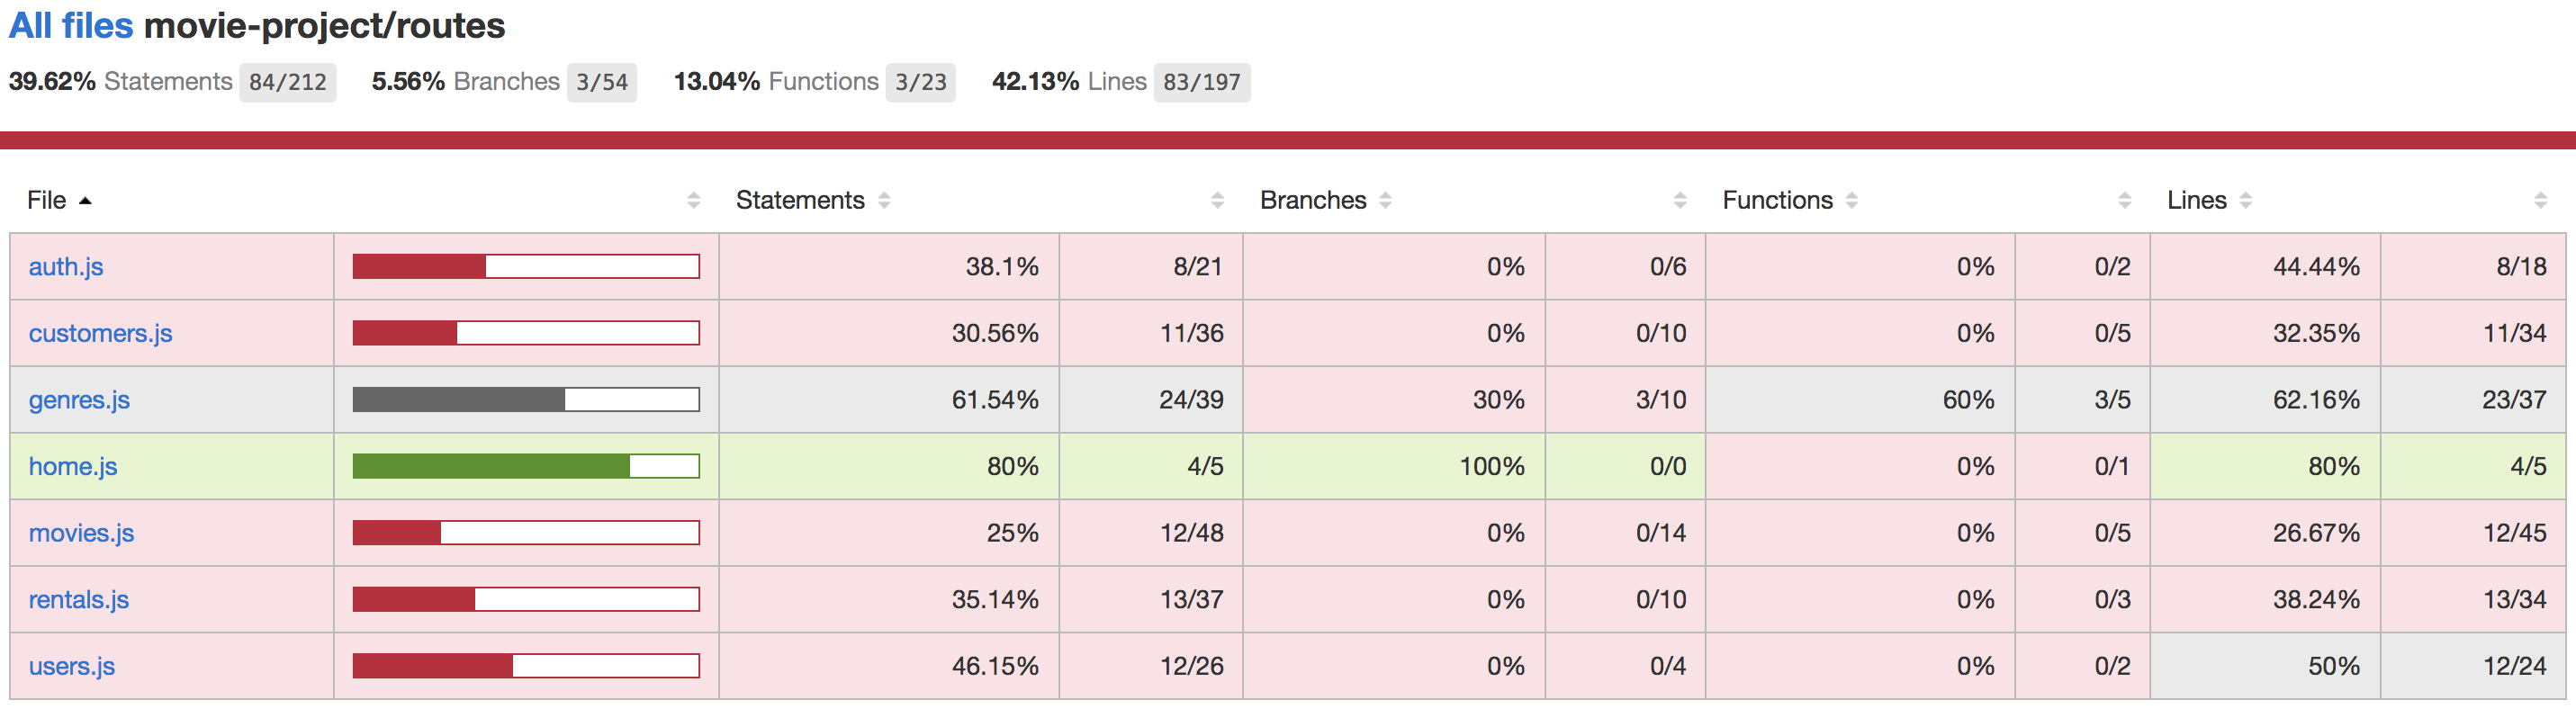 All files movie-project/routes
39.62% Statements 84/212 5.56% Branches 3/54 13.04% Functions 3/23 42.13% Lines 83/197
File Statements Branches Functions Lines
auth.js 38.1% 8/21 0% 0/6 0% 0/2 44.44% 8/18
customers.js 30.56% 11/36 0% 0/10 0% 0/5 32.35% 11/34
genres.js 61.54% 24/39 30% 3/10 60% 3/5 62.16% 23/37
home.js 80% 4/5 100% 0/0 0% 0/1 80% 4/5
movies.js 25% 12/48 0% 0/14 0% 0/5 26.67% 12/45
rentals.js 35.14% 13/37 0% 0/10 0% 0/3 38.24% 13/34
users.js 46.15% 12/26 0% 0/4 0% 0/2 50% 12/24